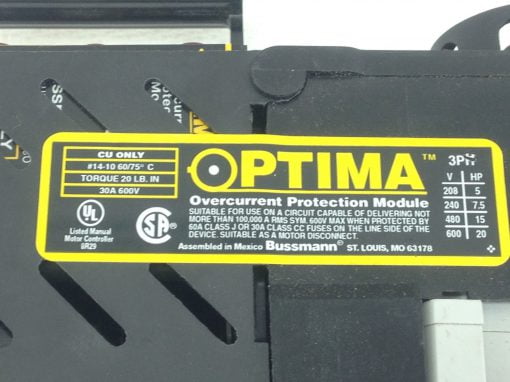 CU ONLY
#14-10 60/75° C
TORQUE 20 LB. IN
30A 600V
UL
Listed Manual
Motor Controller
6R29
SA
OPTIMA™
Overcurrent Protection Module
SUITABLE FOR USE ON A CIRCUIT CAPABLE OF DELIVERING NOT
MORE THAN 100,000 A RMS SYM. 600V MAX WHEN PROTECTED BY
60A CLASS J OR 30A CLASS CC FUSES ON THE LINE SIDE OF THE
DEVICE. SUITABLE AS A MOTOR DISCONNECT.
Assembled in Mexico Bussmann® ST. LOUIS, MO 63178
3PH
V HP
208 5
240 7.5
480 15
600 20